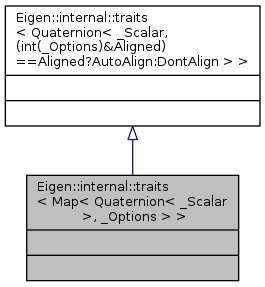 Eigen::internal::traits
< Quaternion< _Scalar,
(int(_Options)&Aligned)
==Aligned?AutoAlign:DontAlign > >
Eigen::internal::traits
< Map< Quaternion< _Scalar
>, _Options > >